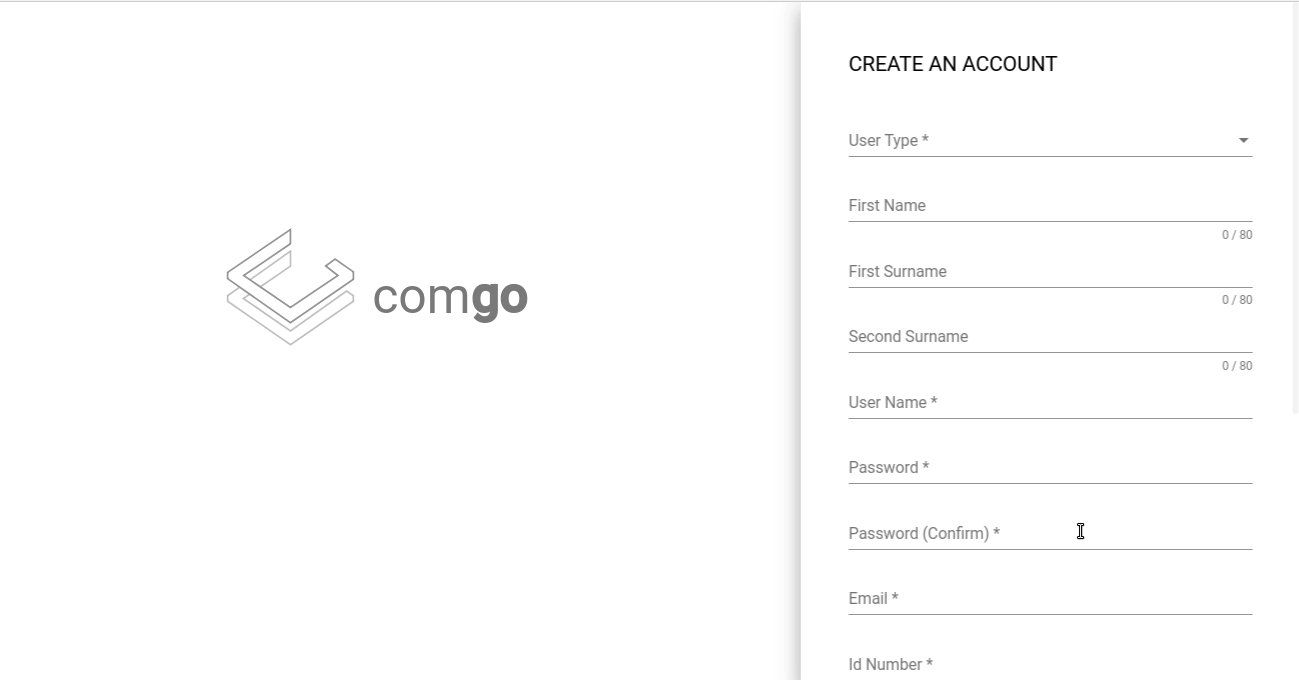 comgo
CREATE AN ACCOUNT
User Type *
First Name
0 / 80
First Surname
0 / 80
Second Surname
0 / 80
User Name *
Password *
Password (Confirm) *
Email *
Id Number *